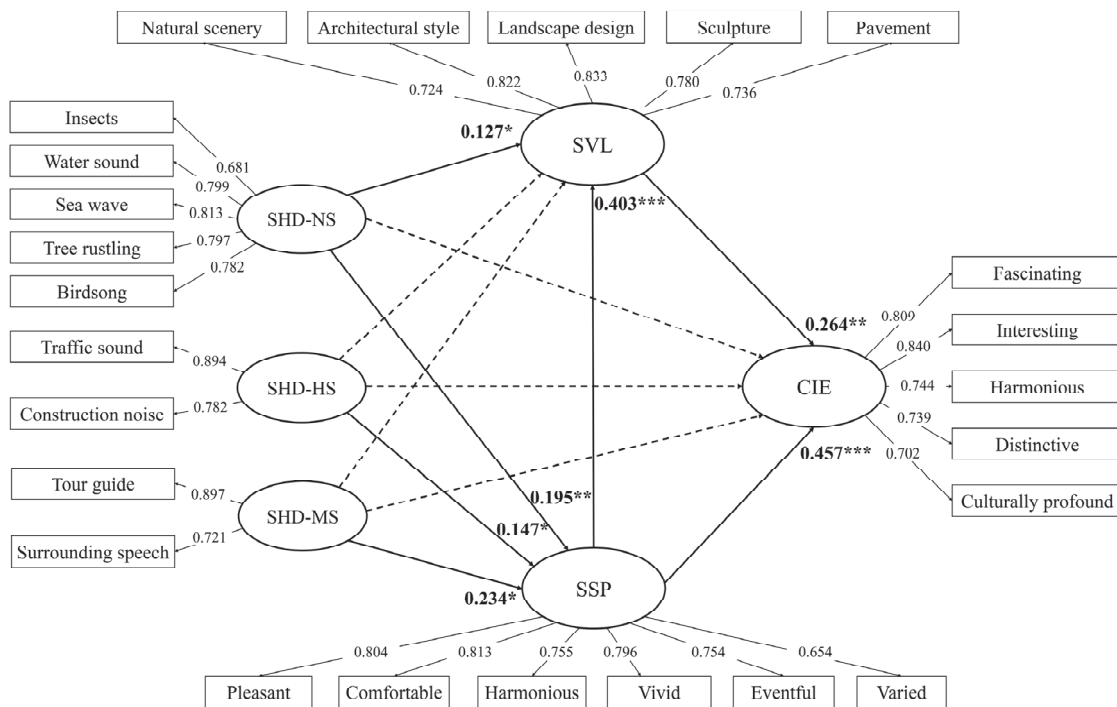 Natural scenery
Architectural style
Landscape design
Sculpture
Pavement
0.724
0.822
0.833
0.780
0.736
Insects
Water sound
Sea wave
Tree rustling
Birdsong
0.681
0.799
0.813
0.797
0.782
SHD-NS
0.127*
SVL
0.403***
Traffic sound
Construction noise
0.894
0.782
SHD-HS
Tour guide
Surrounding speech
0.897
0.721
SHD-MS
0.195**
0.147*
0.234*
SSP
0.264**
CIE
0.457***
0.809
0.840
0.744
0.739
0.702
Fascinating
Interesting
Harmonious
Distinctive
Culturally profound
0.804
0.813
0.755
0.796
0.754
0.654
Pleasant
Comfortable
Harmonious
Vivid
Eventful
Varied